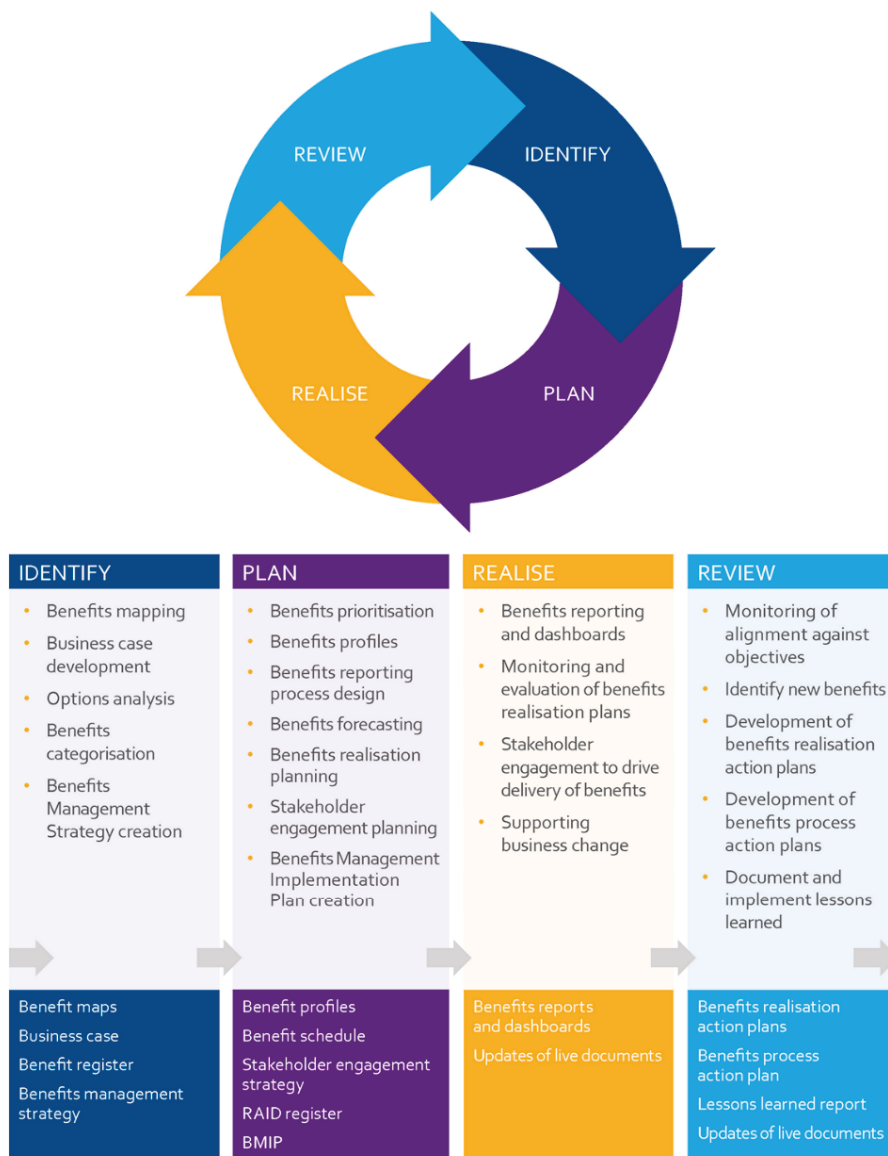 REVIEW
IDENTIFY
REALISE
PLAN
IDENTIFY
• Benefits mapping
• Business case
development
• Options analysis
• Benefits
categorisation
• Benefits
Management
Strategy creation
Benefit maps
Business case
Benefit register
Benefits management
strategy
PLAN
• Benefits prioritisation
• Benefits profiles
• Benefits reporting
process design
• Benefits forecasting
• Benefits realisation
planning
• Stakeholder
engagement planning
• Benefits Management
Implementation
Plan creation
Benefit profiles
Benefit schedule
Stakeholder engagement
strategy
RAID register
BMIP
REALISE
• Benefits reporting
and dashboards
• Monitoring and
evaluation of benefits
realisation plans
• Stakeholder
engagement to drive
delivery of benefits
• Supporting
business change
Benefits reports
and dashboards
Updates of live documents
REVIEW
• Monitoring of
alignment against
objectives
• Identify new benefits
• Development of
benefits realisation
action plans
• Development of
benefits process
action plans
• Document and
implement lessons
learned
Benefits realisation
action plans
Benefits process
action plan
Lessons learned report
Updates of live documents